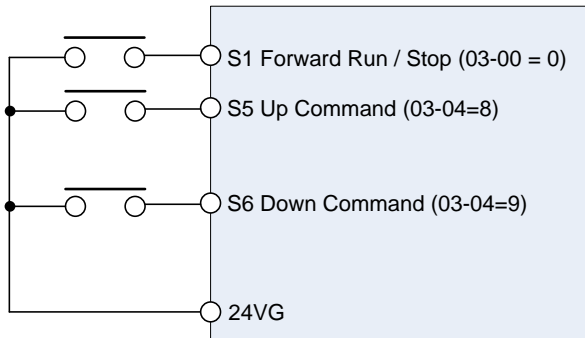 S1 Forward Run / Stop (03-00 = 0)
S5 Up Command (03-04=8)
S6 Down Command (03-04=9)
24VG